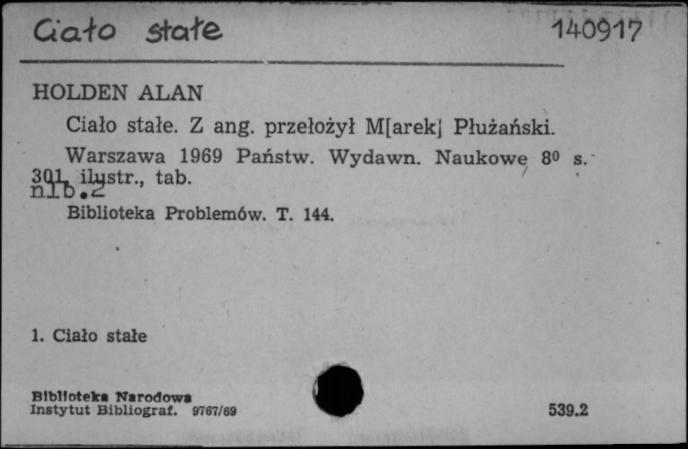 Ciało stałe 140917
HOLDEN ALAN
Ciało stałe. Z ang. przełożył M[arek] Płużański.
Warszawa 1969 Państw. Wydawn. Naukowe 8⁰ s.
301, ilustr., tab.
nlb.2
Biblioteka Problemów. T. 144.
1. Ciało stałe
Biblioteka Narodowa
Instytut Bibliograf. 9767/69 539.2